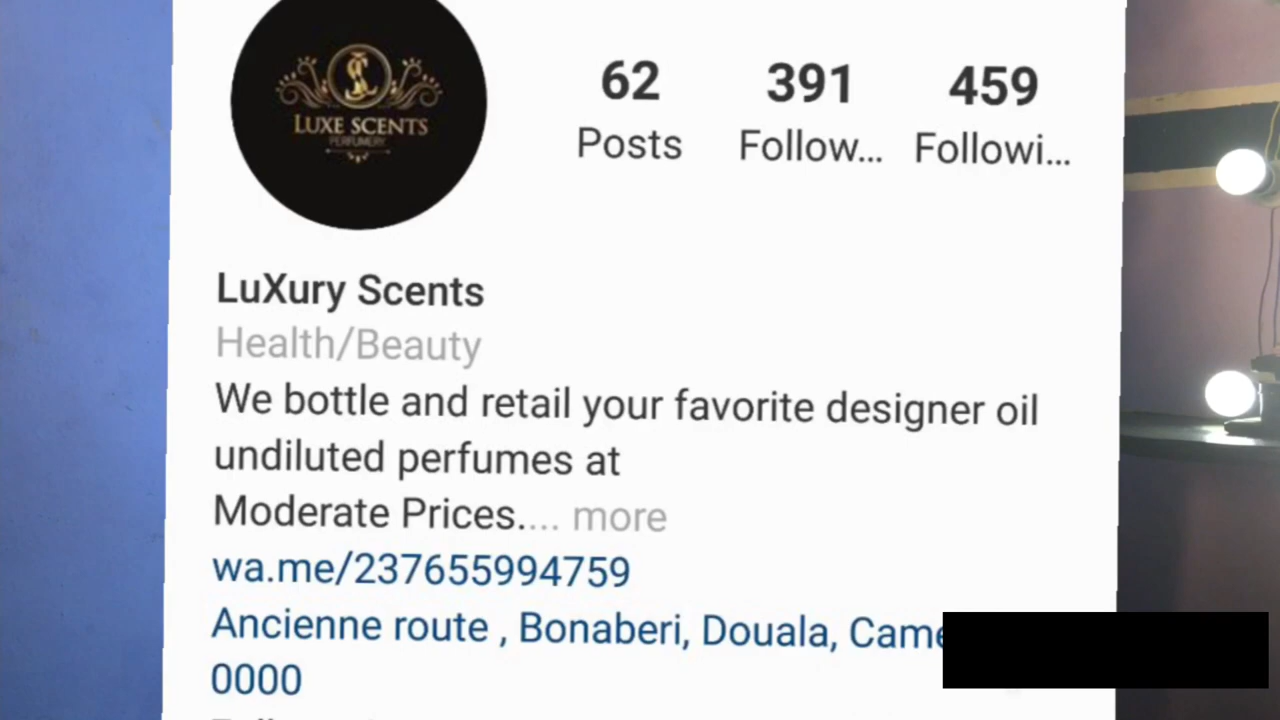 LUXE SCENTS
PERFUMERY
62 391 459
Posts Follow... Followi...
LuXury Scents
Health/Beauty
We bottle and retail your favorite designer oil
undiluted perfumes at
Moderate Prices.... more
wa.me/237655994759
Ancienne route , Bonaberi, Douala,
0000